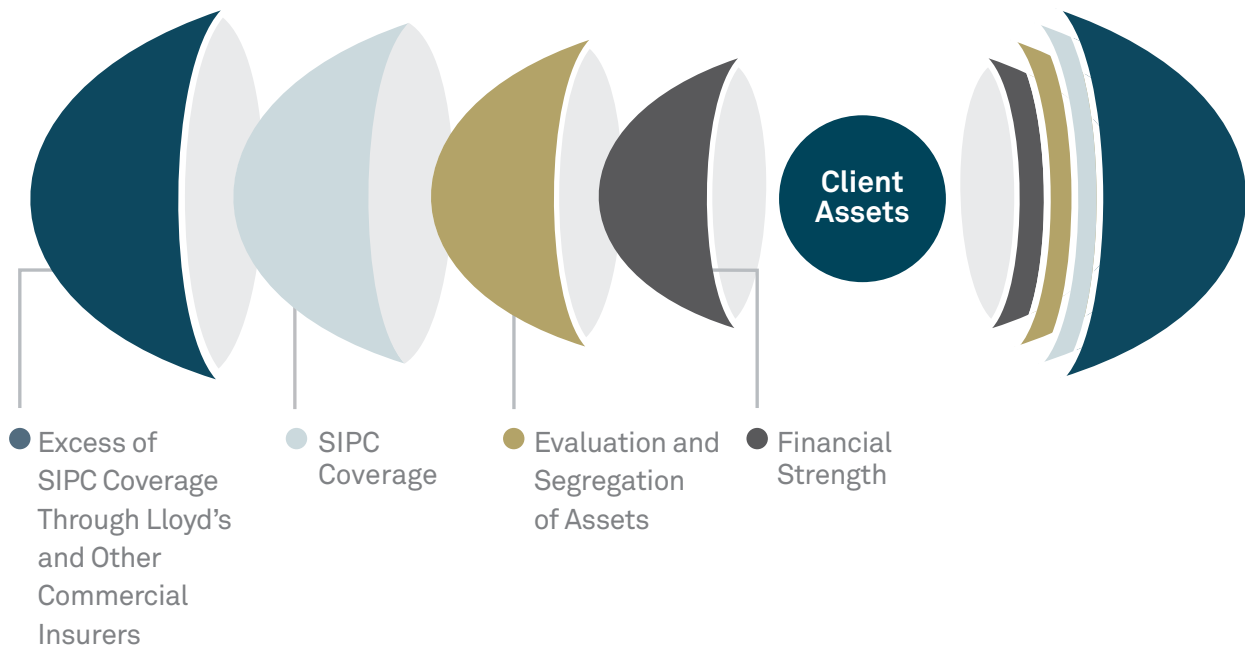 Client
Assets
Excess of
SIPC Coverage
Through Lloyd’s
and Other
Commercial
Insurers
SIPC
Coverage
Evaluation and
Segregation
of Assets
Financial
Strength